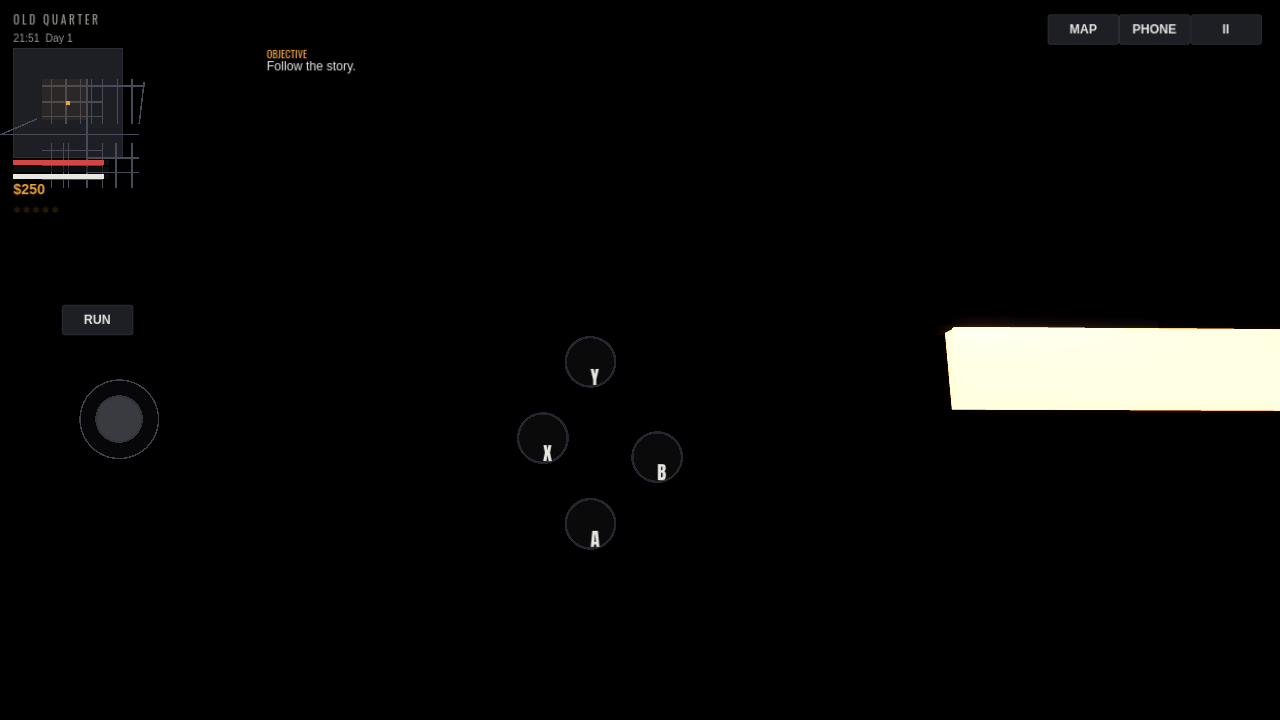 OLD QUARTER
21:51 Day 1
MAP
PHONE
II
OBJECTIVE
Follow the story.
$250
RUN
Y
X
B
A